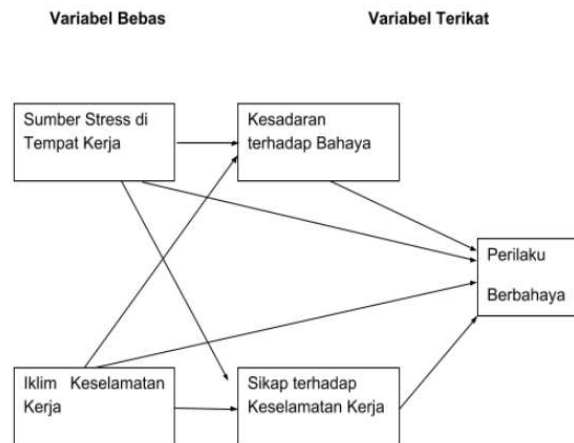 Variabel Bebas
Variabel Terikat
Sumber Stress di
Tempat Kerja
Kesadaran
terhadap Bahaya
Perilaku
Berbahaya
Iklim Keselamatan
Kerja
Sikap terhadap
Keselamatan Kerja